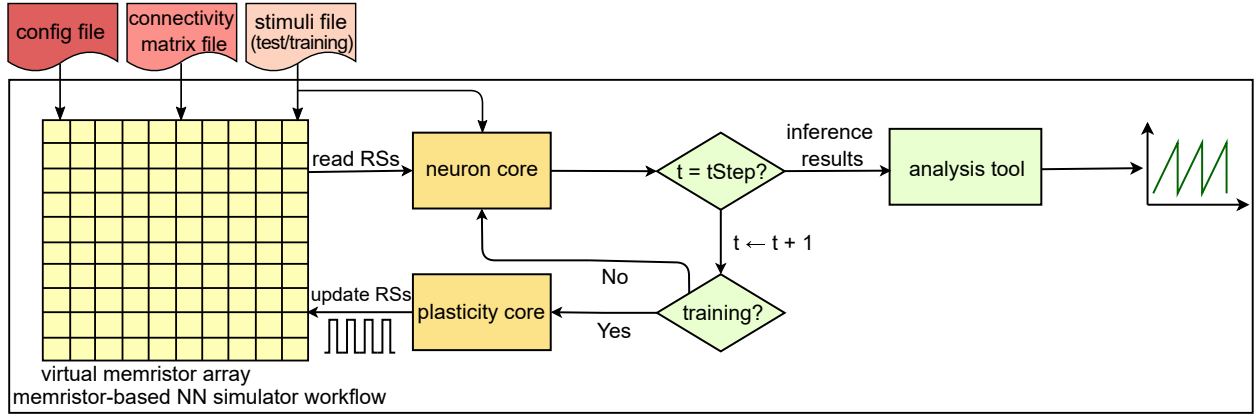 config file
connectivity
matrix file
stimuli file
(test/training)
read RSs
neuron core
t = tStep?
inference
results
analysis tool
t ← t + 1
No
update RSs
plasticity core
Yes
training?
virtual memristor array
memristor-based NN simulator workflow